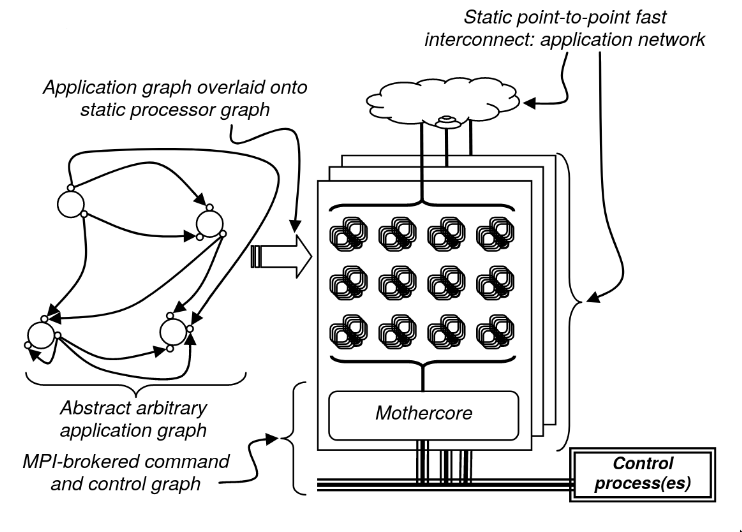 Static point-to-point fast
interconnect: application network
Application graph overlaid onto
static processor graph
Mothercore
Abstract arbitrary
application graph
MPI-brokered command
and control graph
Control
process(es)